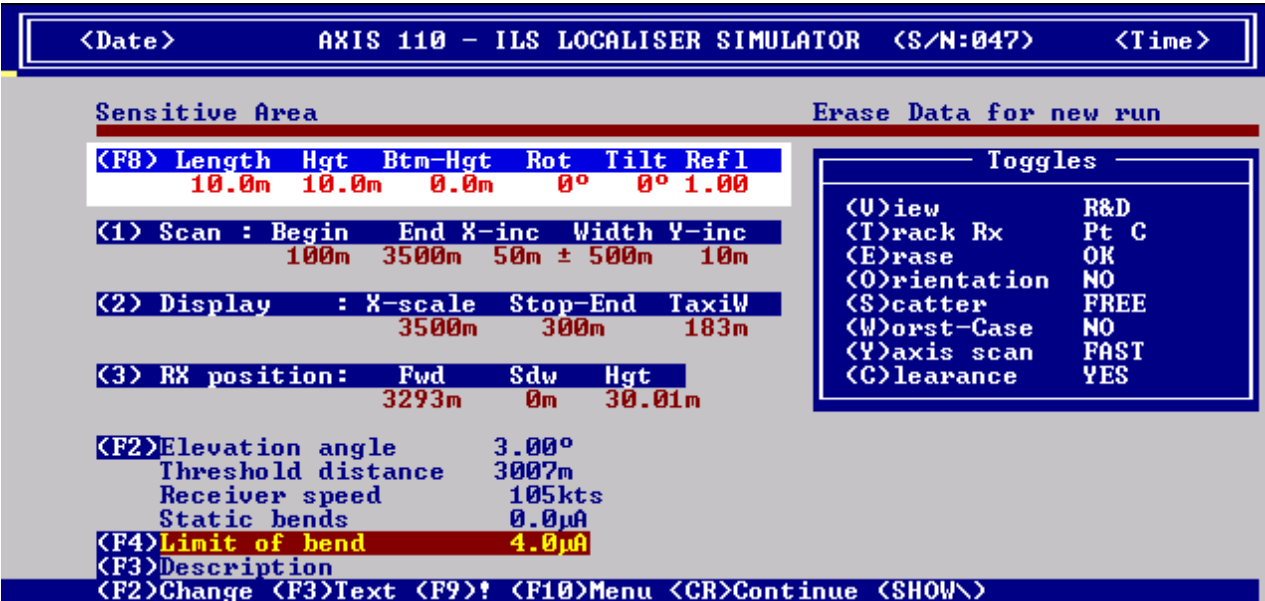 <Date> AXIS 110 - ILS LOCALISER SIMULATOR <S/N:047> <Time>
Sensitive Area Erase Data for new run
<F8> Length Hgt Btm-Hgt Rot Tilt Refl
10.0m 10.0m 0.0m 0º 0º 1.00
<1> Scan : Begin End X-inc Width Y-inc
100m 3500m 50m ± 500m 10m
<2> Display : X-scale Stop-End TaxiW
3500m 300m 183m
<3> RX position: Fwd Sdw Hgt
3293m 0m 30.01m
<F2>Elevation angle 3.00º
Threshold distance 3007m
Receiver speed 105kts
Static bends 0.0µA
<F4>Limit of bend 4.0µA
<F3>Description
Toggles
<V>iew R&D
<T>rack Rx Pt C
<E>rase OK
<O>rientation NO
<S>catter FREE
<W>orst-Case NO
<Y>axis scan FAST
<C>learance YES
<F2>Change <F3>Text <F9>! <F10>Menu <CR>Continue <SHOW\>